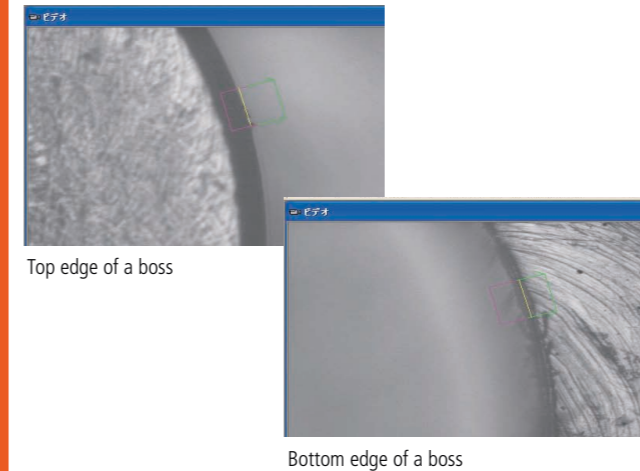 ビデオ
Top edge of a boss
ビデオ
Bottom edge of a boss